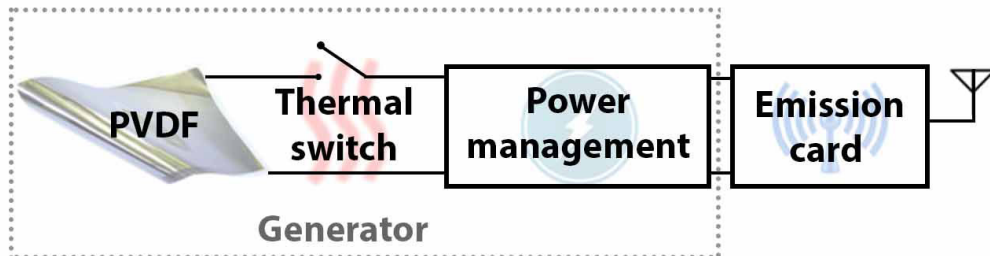 PVDF
Thermal
switch
Power
management
Emission
card
Generator